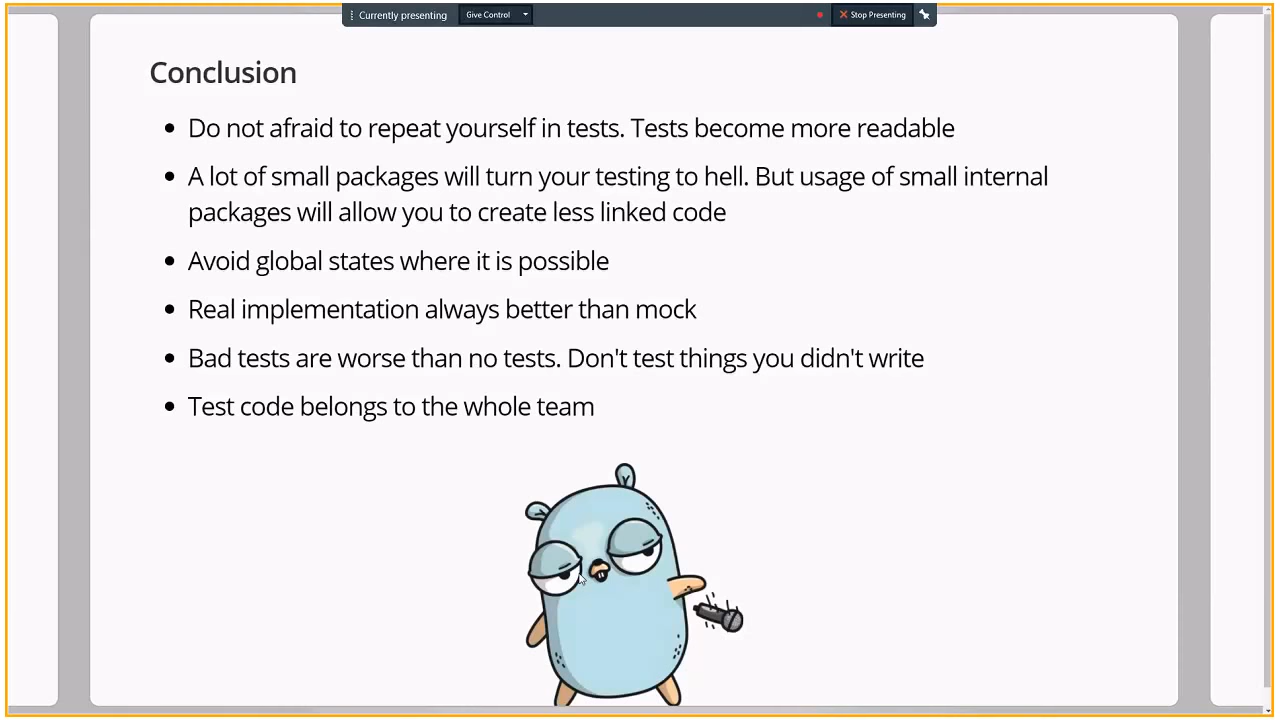 Currently presenting
Give Control
Stop Presenting
Conclusion
Do not afraid to repeat yourself in tests. Tests become more readable
A lot of small packages will turn your testing to hell. But usage of small internal
packages will allow you to create less linked code
Avoid global states where it is possible
Real implementation always better than mock
Bad tests are worse than no tests. Don't test things you didn't write
Test code belongs to the whole team